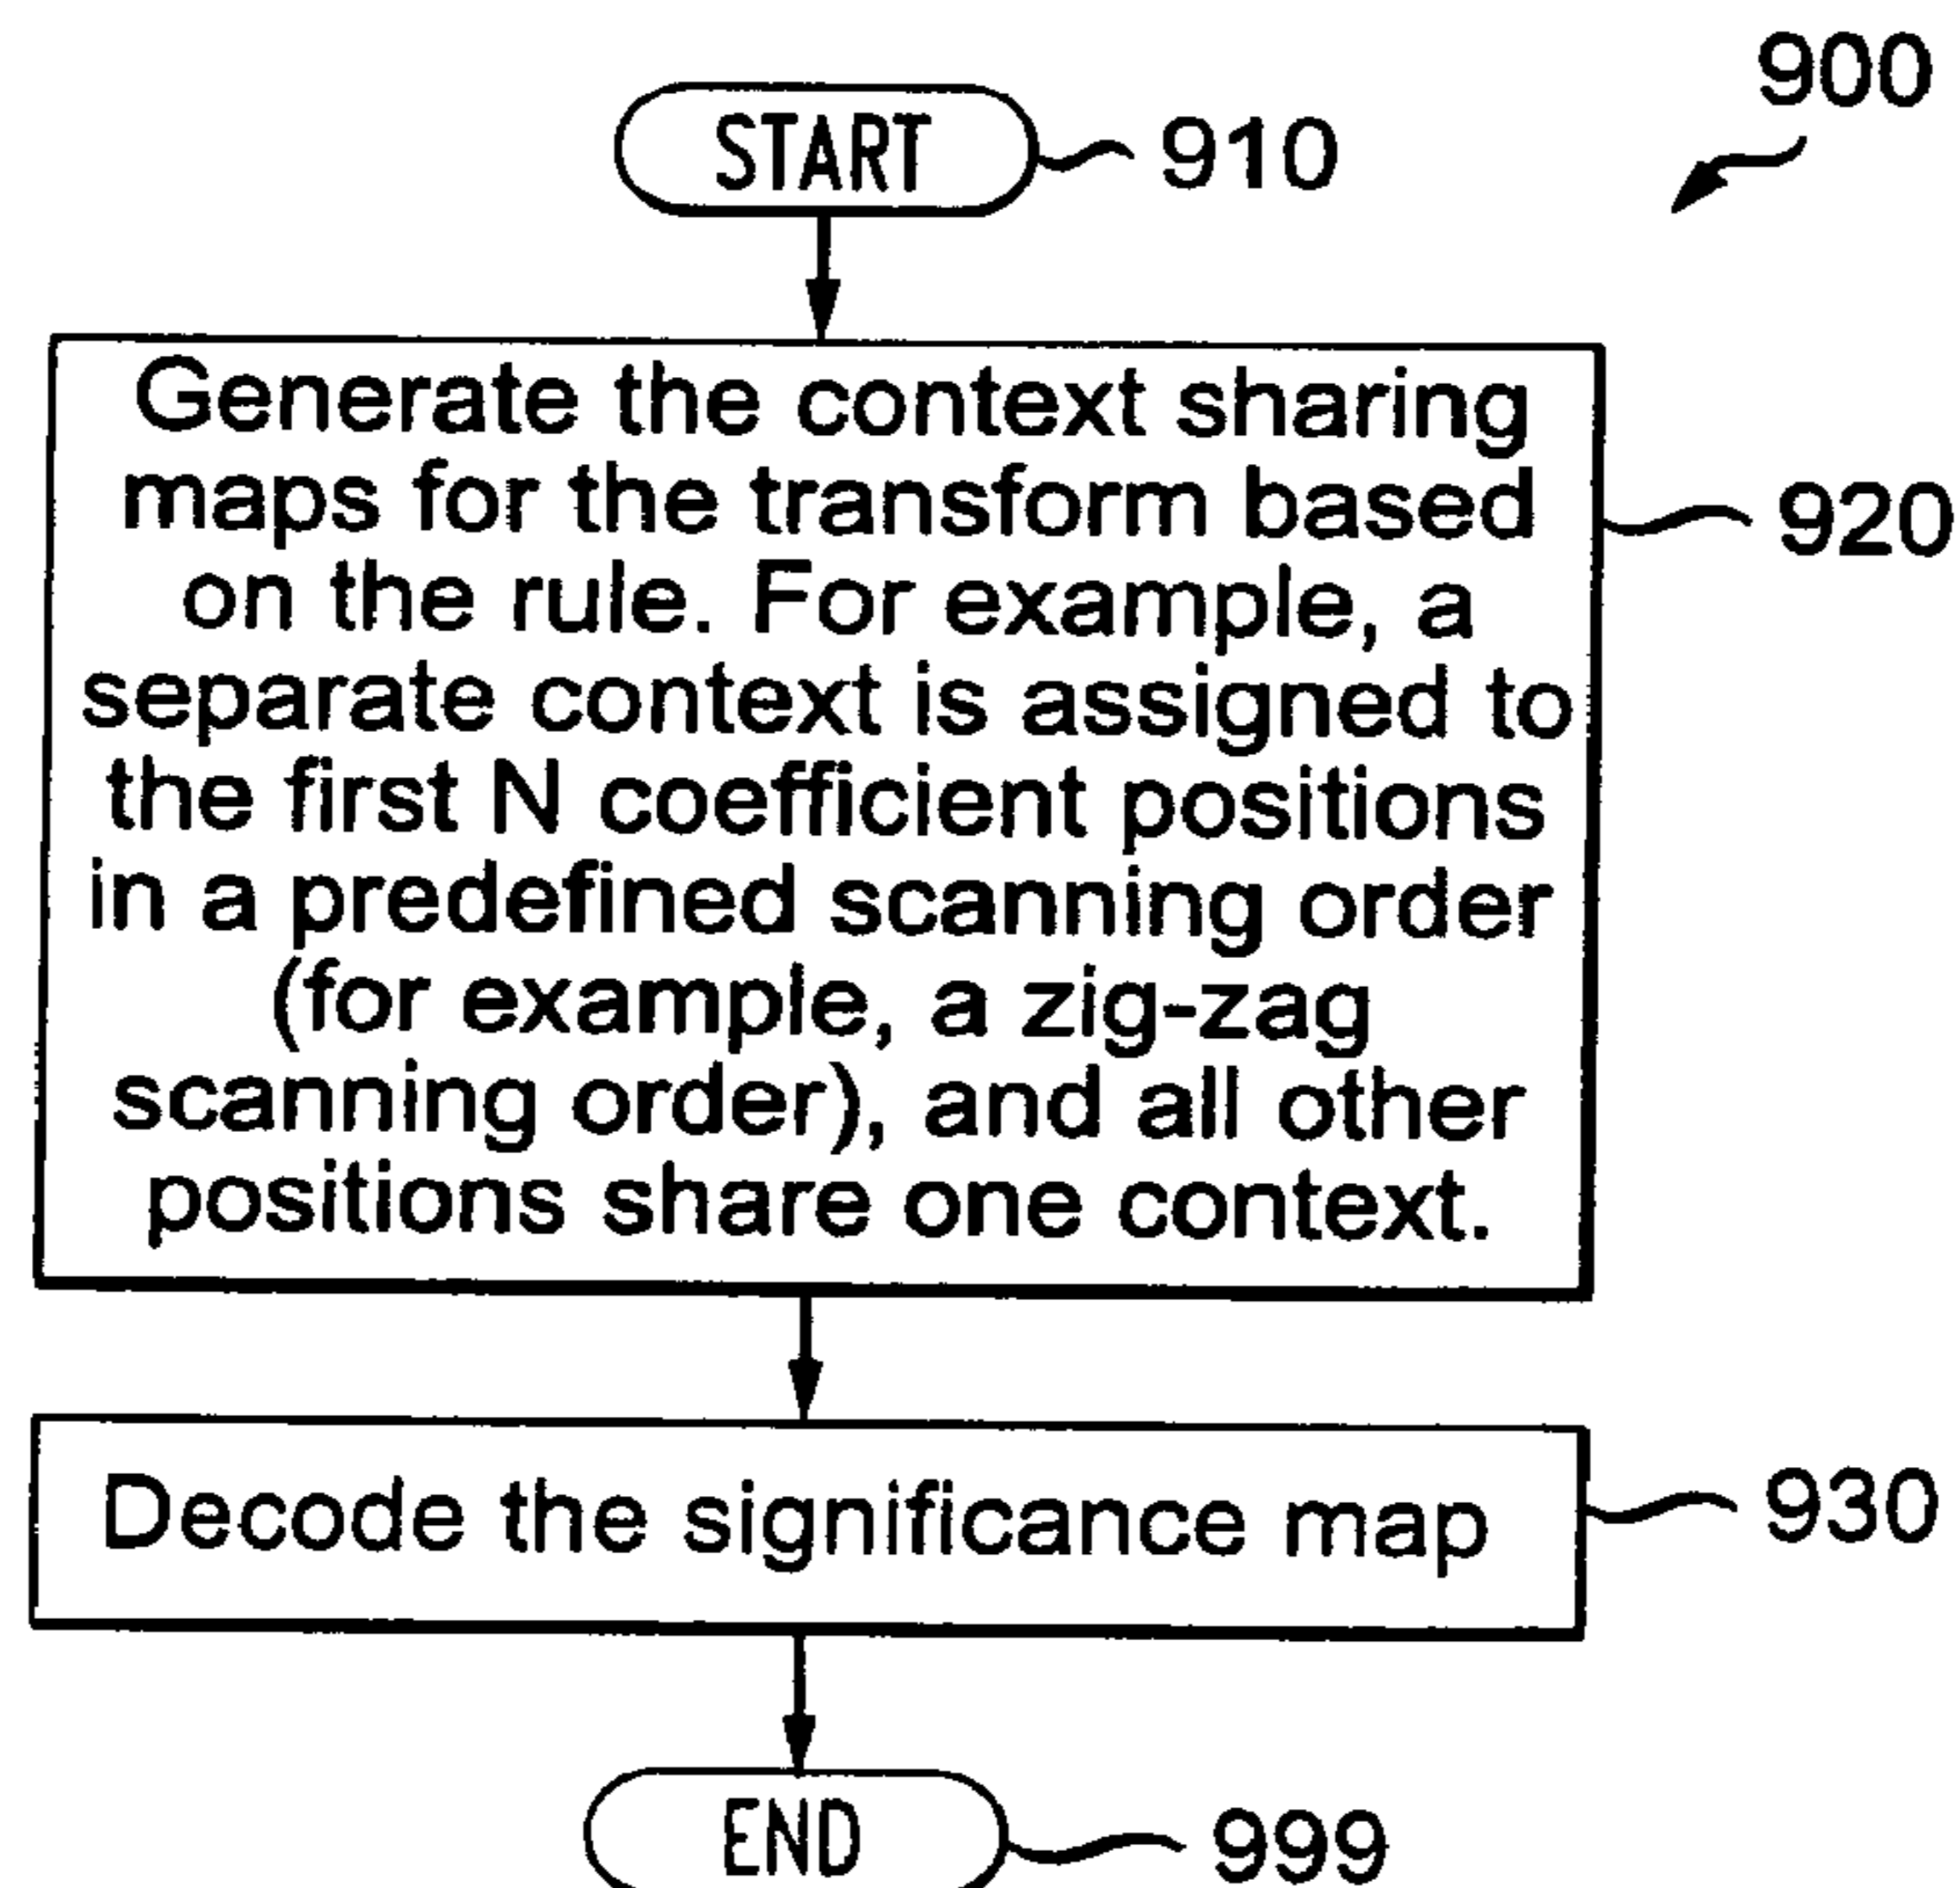 900
START
910
Generate the context sharing
maps for the transform based
on the rule. For example, a
separate context is assigned to
the first N coefficient positions
in a predefined scanning order
(for example, a zig-zag
scanning order), and all other
positions share one context.
920
Decode the significance map
930
END
999